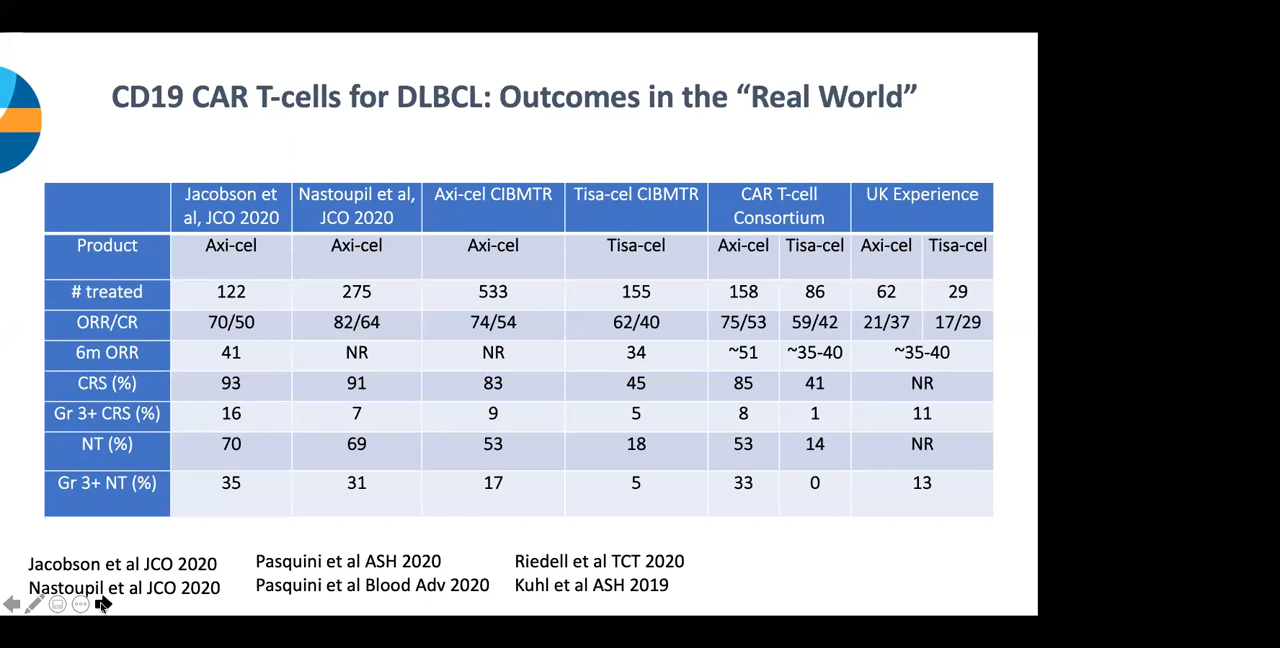 CD19 CAR T-cells for DLBCL: Outcomes in the “Real World”
Jacobson et al, JCO 2020 Nastoupil et al, JCO 2020 Axi-cel CIBMTR Tisa-cel CIBMTR CAR T-cell Consortium UK Experience
Product Axi-cel Axi-cel Axi-cel Tisa-cel Axi-cel Tisa-cel Axi-cel Tisa-cel
# treated 122 275 533 155 158 86 62 29
ORR/CR 70/50 82/64 74/54 62/40 75/53 59/42 21/37 17/29
6m ORR 41 NR NR 34 ~51 ~35-40 ~35-40
CRS (%) 93 91 83 45 85 41 NR
Gr 3+ CRS (%) 16 7 9 5 8 1 11
NT (%) 70 69 53 18 53 14 NR
Gr 3+ NT (%) 35 31 17 5 33 0 13
Jacobson et al JCO 2020
Nastoupil et al JCO 2020
Pasquini et al ASH 2020
Pasquini et al Blood Adv 2020
Riedell et al TCT 2020
Kuhl et al ASH 2019